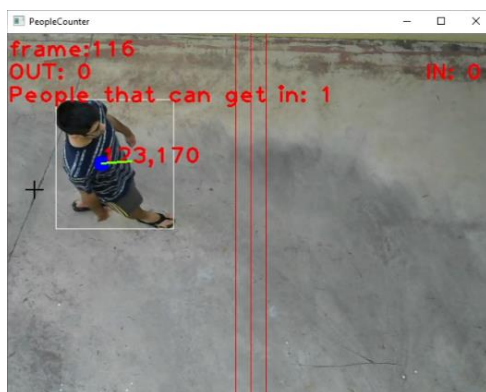 PeopleCounter
frame:116
OUT: 0
IN: 0
People that can get in: 1
123,170